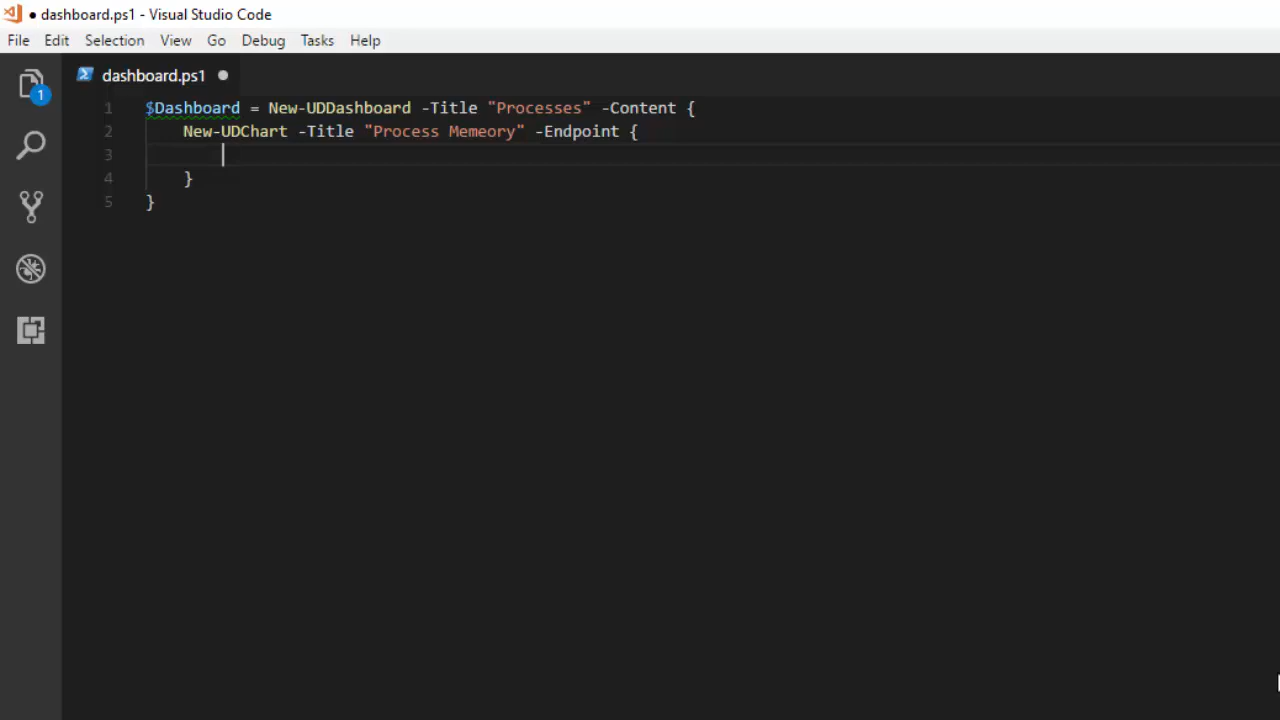 ● dashboard.ps1 - Visual Studio Code
File Edit Selection View Go Debug Tasks Help
dashboard.ps1 ●
1
1 $Dashboard = New-UDDashboard -Title "Processes" -Content {
2 New-UDChart -Title "Process Memeory" -Endpoint {
3
4 }
5 }